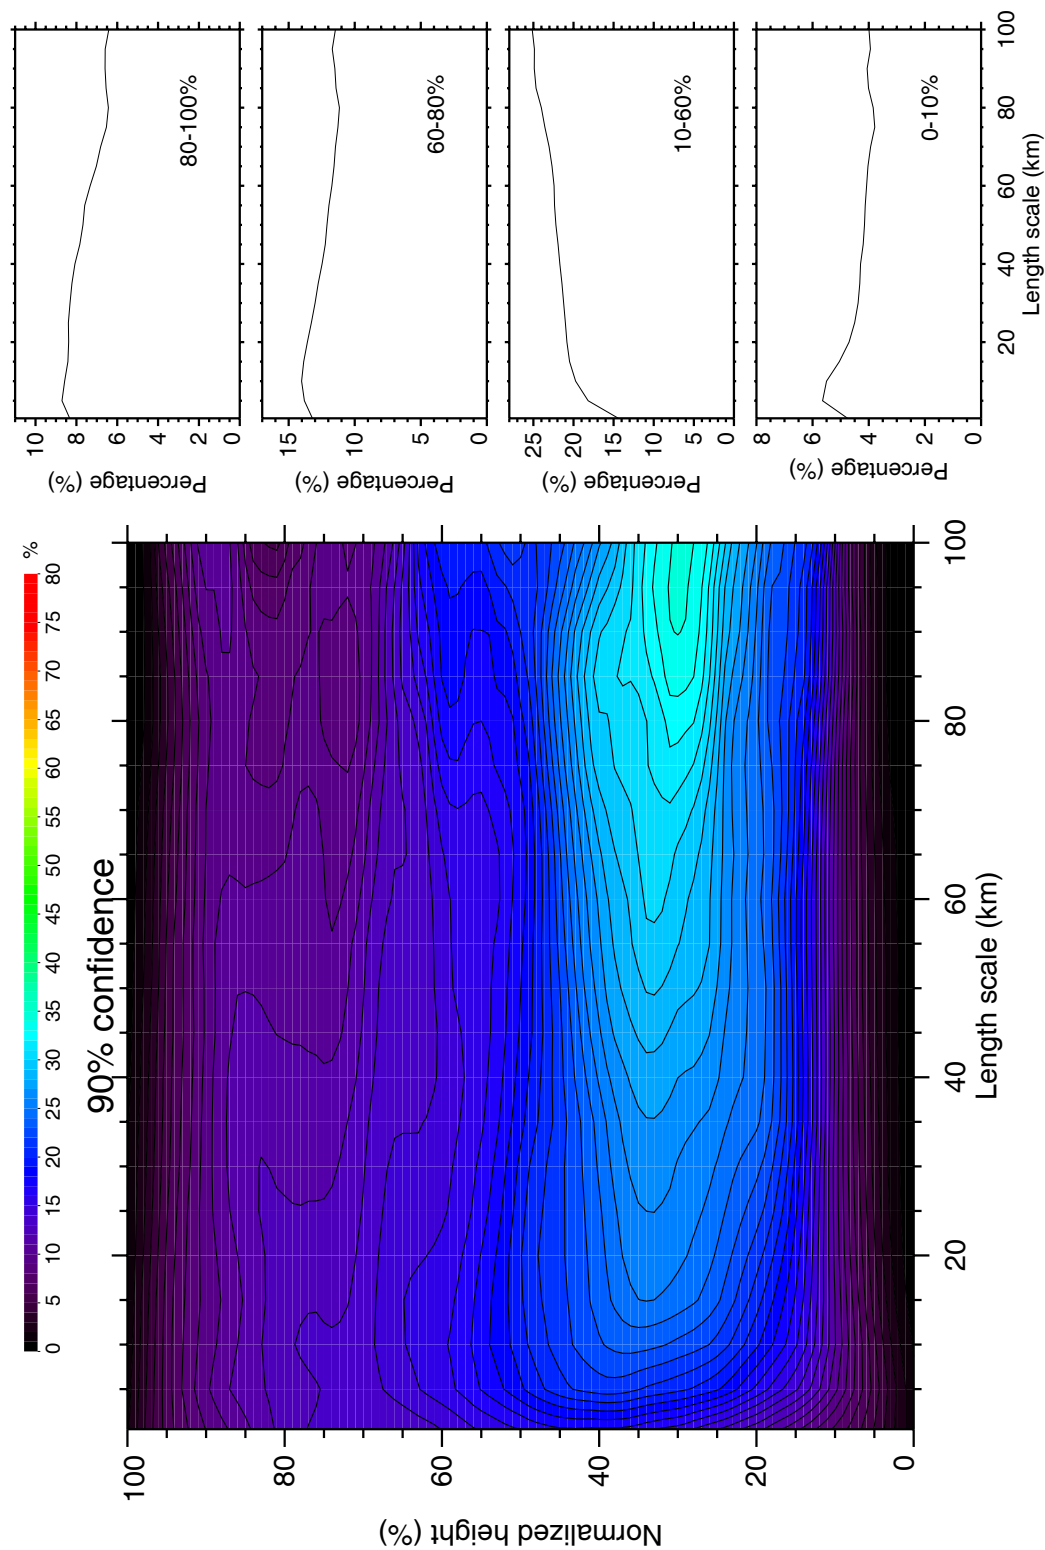 90% confidence
0 5 10 15 20 25 30 35 40 45 50 55 60 65 70 75 80 %
Normalized height (%)
100
80
60
40
20
0
20 40 60 80 100
Length scale (km)
Percentage (%)
10
8
6
4
2
0
80-100%
Percentage (%)
15
10
5
0
60-80%
Percentage (%)
25
20
15
10
5
0
10-60%
Percentage (%)
8
6
4
2
0
0-10%
20 40 60 80 100
Length scale (km)